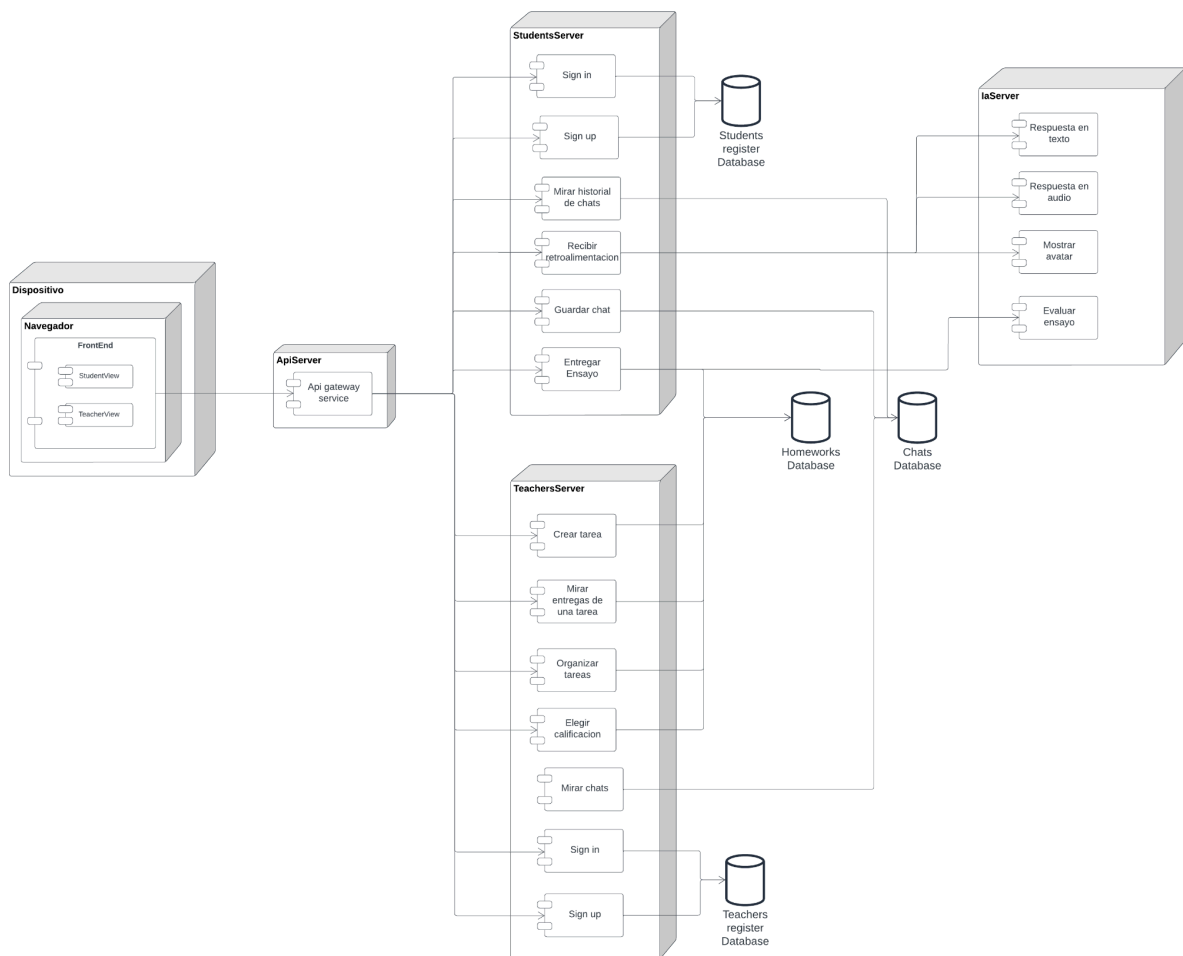 StudentsServer
Sign in
Sign up
Mirar historial
de chats
Recibir
retroalimentacion
Guardar chat
Entregar
Ensayo
Students
register
Database
IaServer
Respuesta en
texto
Respuesta en
audio
Mostrar
avatar
Evaluar
ensayo
Dispositivo
Navegador
FrontEnd
StudentView
TeacherView
ApiServer
Api gateway
service
Homeworks
Database
Chats
Database
TeachersServer
Crear tarea
Mirar
entregas de
una tarea
Organizar
tareas
Elegir
calificacion
Mirar chats
Sign in
Sign up
Teachers
register
Database